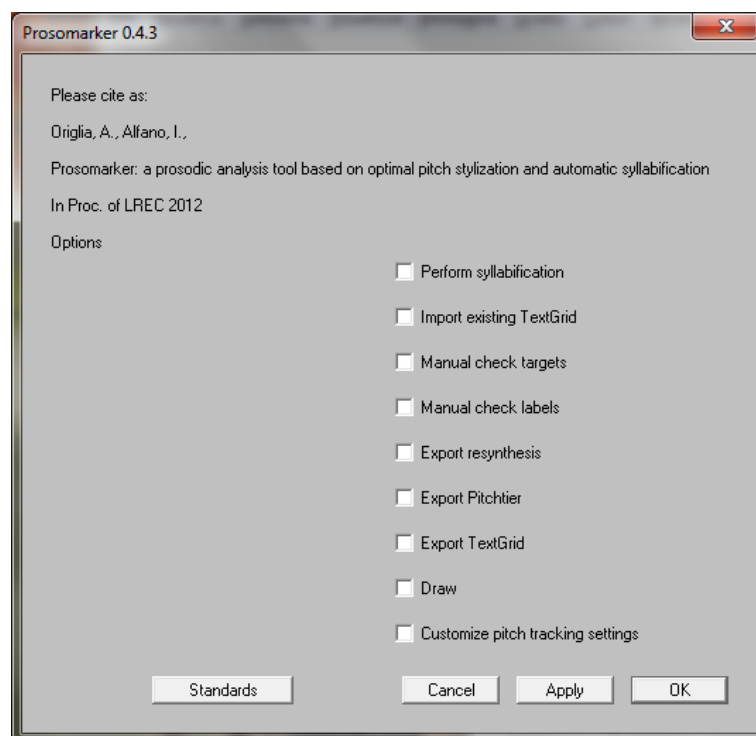 Prosomarker 0.4.3
Please cite as:
Origlia, A., Alfano, I.,
Prosomarker: a prosodic analysis tool based on optimal pitch stylization and automatic syllabification
In Proc. of LREC 2012
Options
Perform syllabification
Import existing TextGrid
Manual check targets
Manual check labels
Export resynthesis
Export Pitchtier
Export TextGrid
Draw
Customize pitch tracking settings
Standards Cancel Apply OK